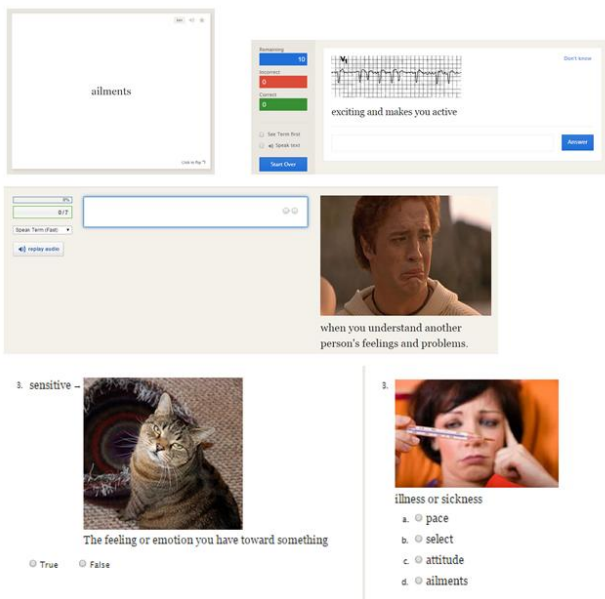 ailments
Click to flip
Remaining
10
Incorrect
0
Correct
0
See Term first
Speak text
Start Over
V1
Don't know
exciting and makes you active
Answer
0%
0/7
Speak Term (Fast)
replay audio
when you understand another
person's feelings and problems.
3. sensitive →
The feeling or emotion you have toward something
True False
3.
illness or sickness
a. pace
b. select
c. attitude
d. ailments